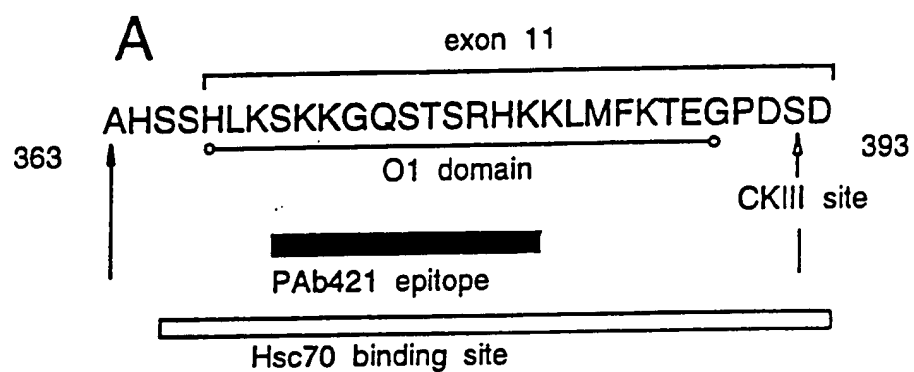 A
exon 11
AHSSHLKSKKGQSTSRHKKLMFKTEGPDSD
363
393
O1 domain
CKIII site
PAb421 epitope
Hsc70 binding site